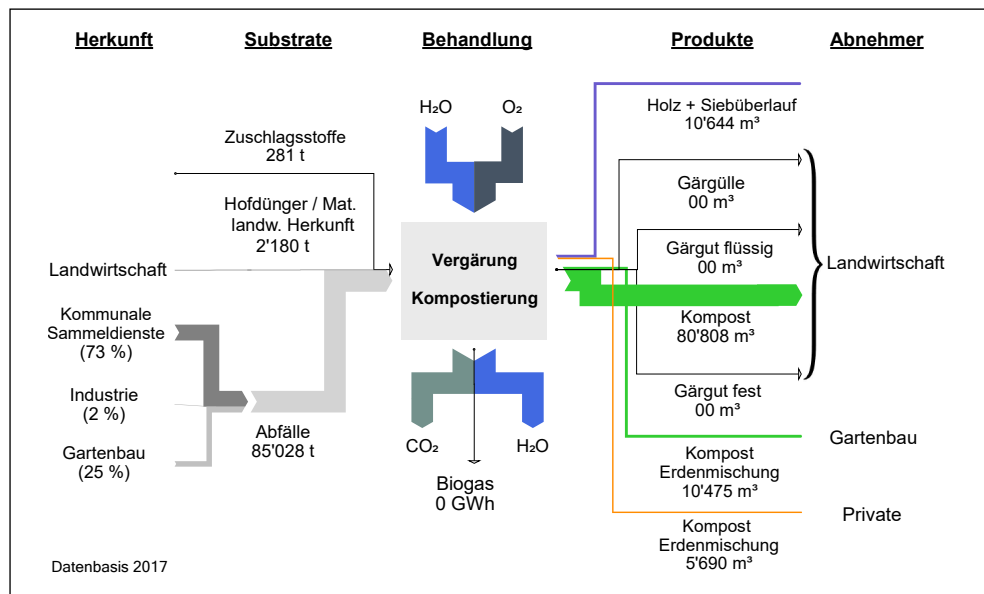 Herkunft
Substrate
Behandlung
Produkte
Abnehmer
H₂O
O₂
Zuschlagsstoffe
281 t
Hofdünger / Mat.
landw. Herkunft
2'180 t
Landwirtschaft
Kommunale
Sammeldienste
(73 %)
Industrie
(2 %)
Gartenbau
(25 %)
Abfälle
85'028 t
Vergärung
Kompostierung
CO₂
H₂O
Biogas
0 GWh
Holz + Siebüberlauf
10'644 m³
Gärgülle
00 m³
Gärgut flüssig
00 m³
Kompost
80'808 m³
Gärgut fest
00 m³
Kompost
Erdenmischung
10'475 m³
Kompost
Erdenmischung
5'690 m³
Landwirtschaft
Gartenbau
Private
Datenbasis 2017